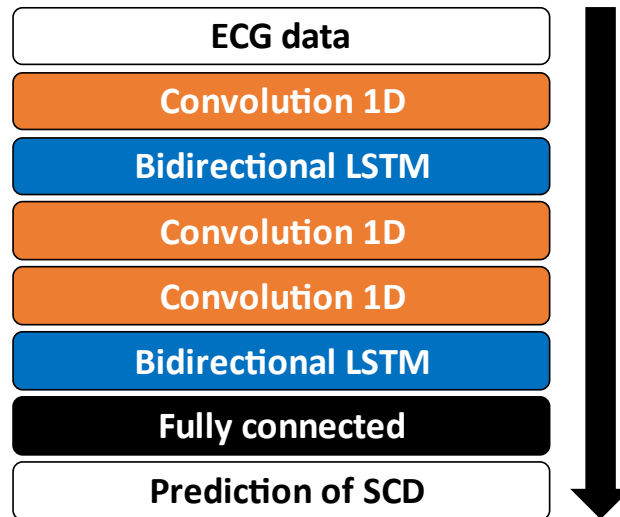 ECG data
Convolution 1D
Bidirectional LSTM
Convolution 1D
Convolution 1D
Bidirectional LSTM
Fully connected
Prediction of SCD